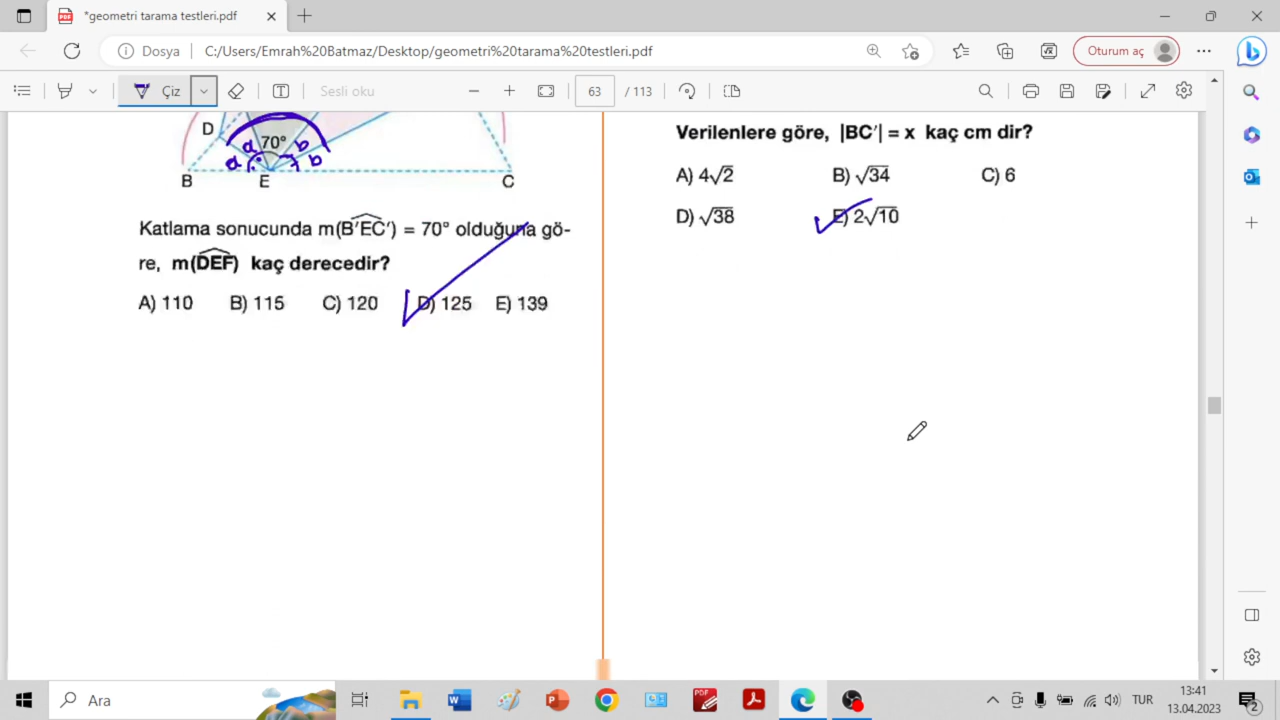 *geometri tarama testleri.pdf
Dosya
C:/Users/Emrah%20Batmaz/Desktop/geometri%20tarama%20testleri.pdf
Oturum aç
Çiz
Sesli oku
63
/ 113
D
a
a
70°
b
b
B
E
C
Katlama sonucunda m(B'EC') = 70° olduğuna gö-
re, m(DEF) kaç derecedir?
A) 110 B) 115 C) 120 D) 125 E) 139
Verilenlere göre, |BC'| = x kaç cm dir?
A) 4√2 B) √34 C) 6
D) √38 E) 2√10
Ara
TUR
13:41
13.04.2023
2